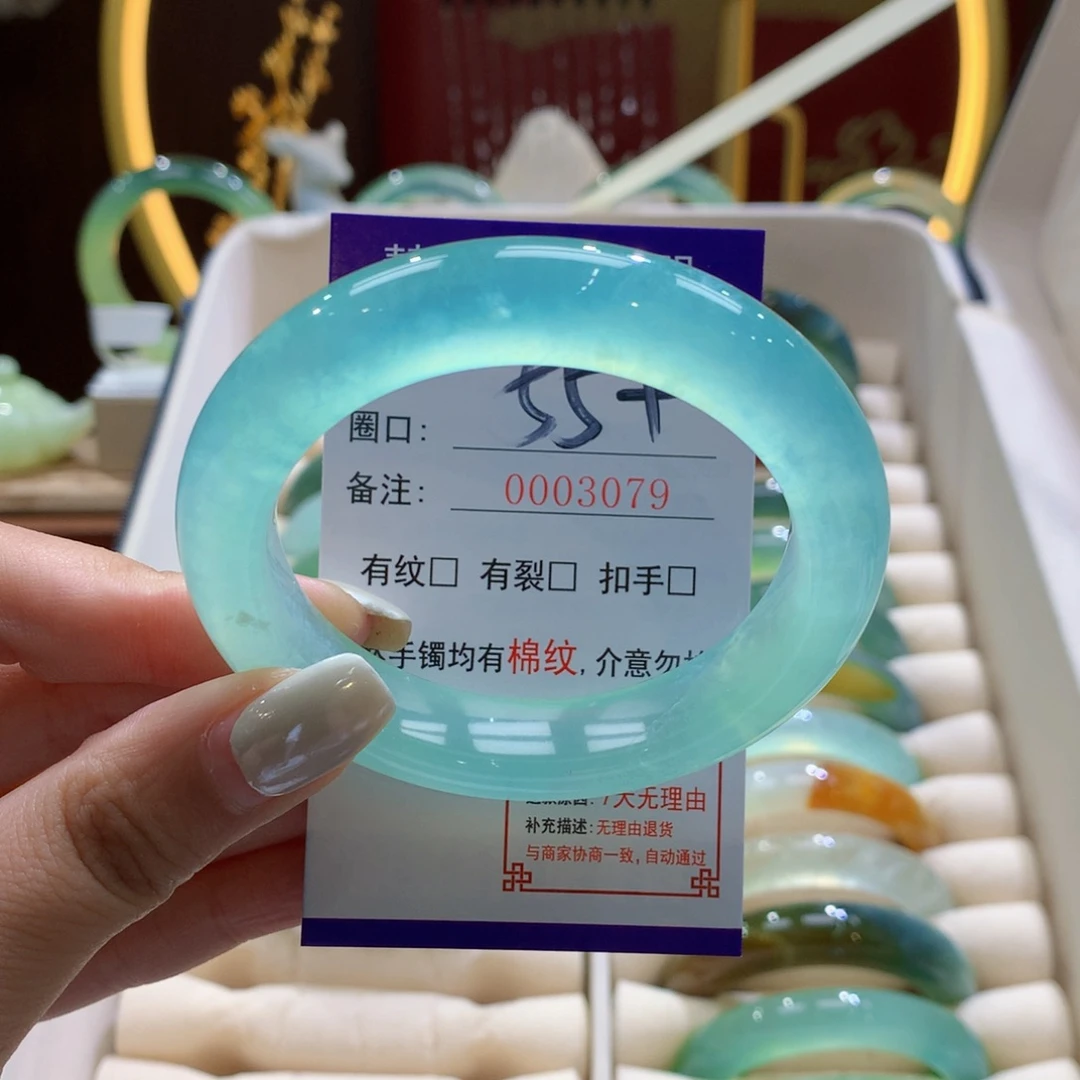 圈口: 55+
备注: 0003079
有纹□ 有裂□ 扣手□
手镯均有棉纹, 介意勿
7天无理由
补充描述: 无理由退货
与商家协商一致, 自动通过